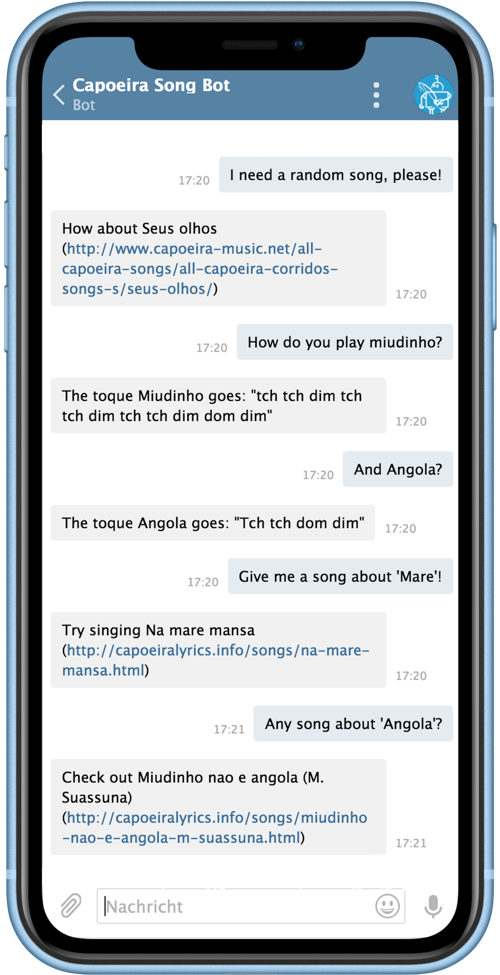 Capoeira Song Bot
Bot
17:20
I need a random song, please!
How about Seus olhos
(http://www.capoeira-music.net/all-
capoeira-songs/all-capoeira-corridos-
songs-s/seus-olhos/)
17:20
17:20
How do you play miudinho?
The toque Miudinho goes: "tch tch dim tch
tch dim tch tch dim dom dim"
17:20
17:20
And Angola?
The toque Angola goes: "Tch tch dom dim"
17:20
17:20
Give me a song about 'Mare'!
Try singing Na mare mansa
(http://capoeiralyrics.info/songs/na-mare-
mansa.html)
17:20
17:21
Any song about 'Angola'?
Check out Miudinho nao e angola (M.
Suassuna)
(http://capoeiralyrics.info/songs/miudinho
-nao-e-angola-m-suassuna.html)
17:21
Nachricht